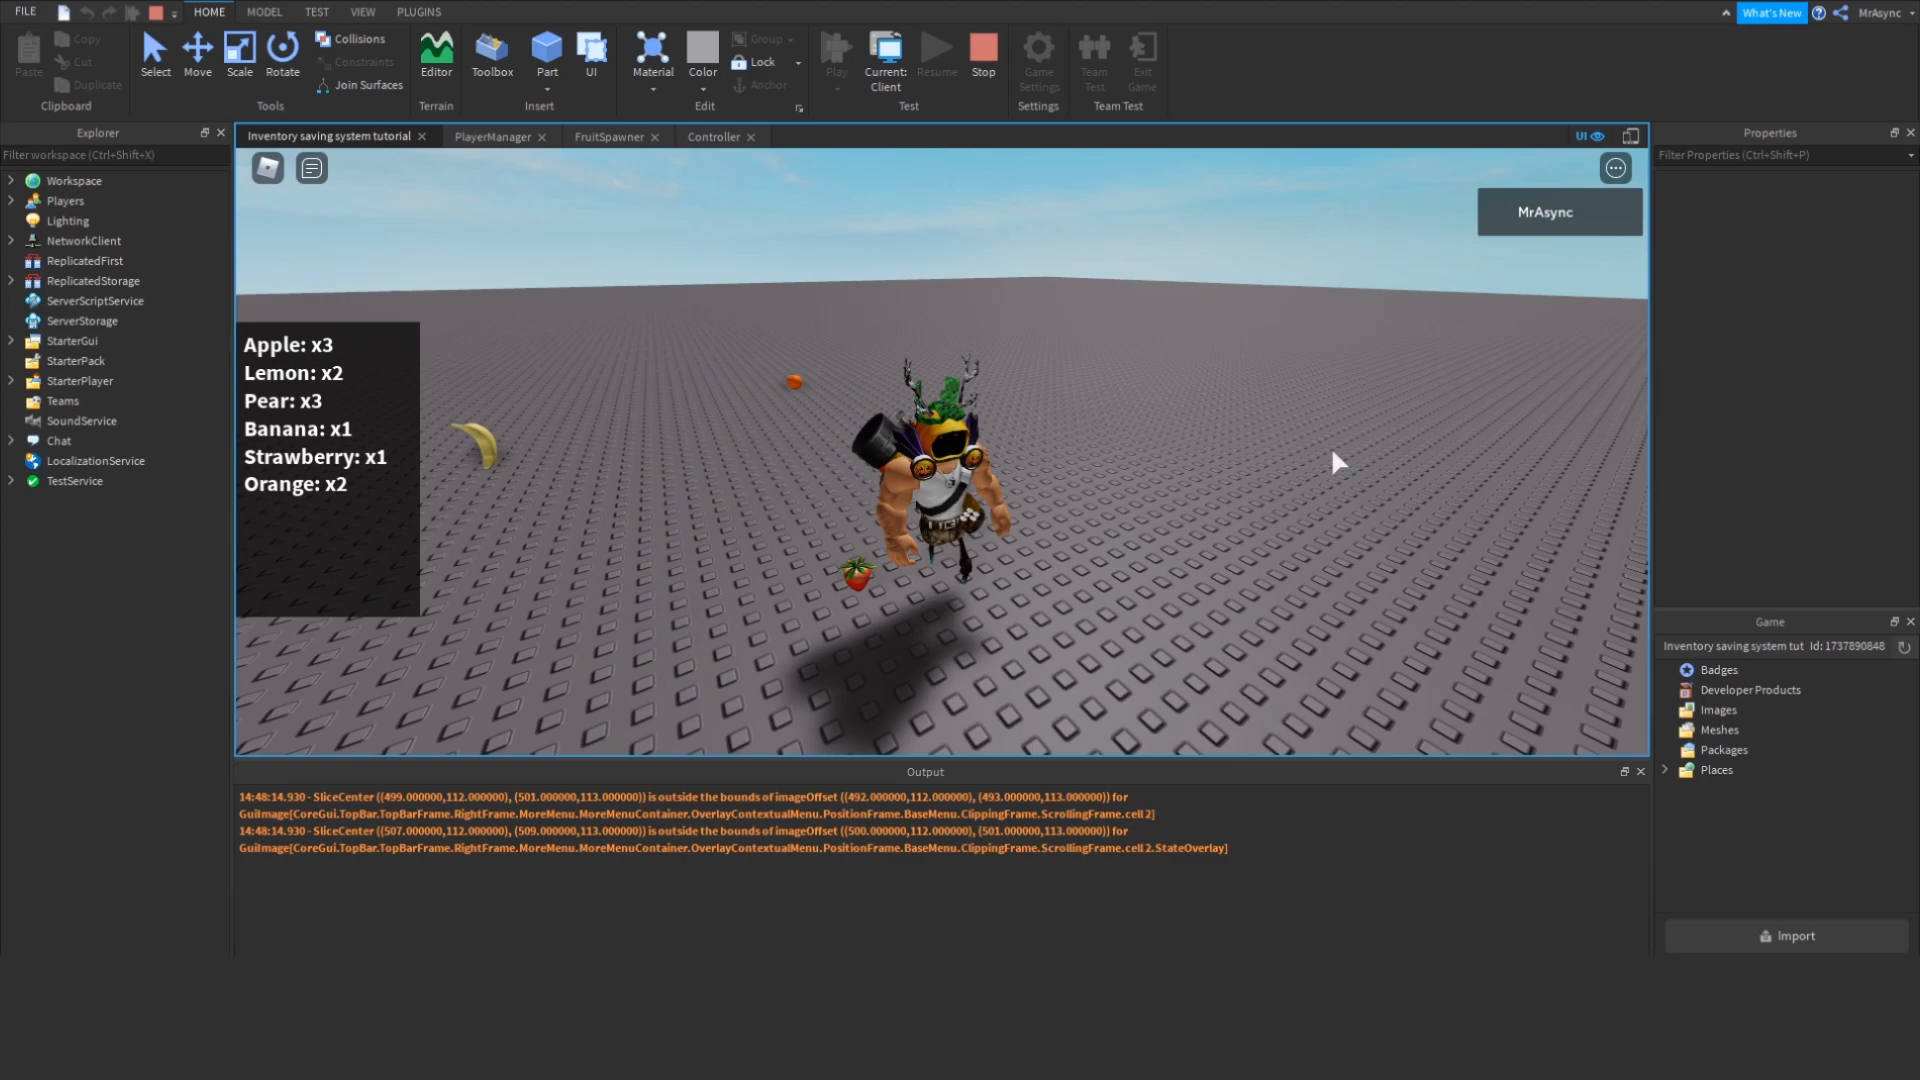 FILE
HOME
MODEL
TEST
VIEW
PLUGINS
What's New
MrAsync
Paste
Copy
Cut
Duplicate
Clipboard
Select
Move
Scale
Rotate
Collisions
Constraints
Join Surfaces
Tools
Editor
Terrain
Toolbox
Part
UI
Insert
Material
Color
Group
Lock
Anchor
Edit
Play
Current:
Client
Resume
Stop
Test
Game
Settings
Settings
Team
Test
Exit
Game
Team Test
Explorer
Filter workspace (Ctrl+Shift+X)
Workspace
Players
Lighting
NetworkClient
ReplicatedFirst
ReplicatedStorage
ServerScriptService
ServerStorage
StarterGui
StarterPack
StarterPlayer
Teams
SoundService
Chat
LocalizationService
TestService
Inventory saving system tutorial
PlayerManager
FruitSpawner
Controller
UI
MrAsync
Apple: x3
Lemon: x2
Pear: x3
Banana: x1
Strawberry: x1
Orange: x2
Output
14:48:14.930 - SliceCenter ((499.000000,112.000000), (501.000000,113.000000)) is outside the bounds of imageOffset ((492.000000,112.000000), (493.000000,113.000000)) for
GuiImage[CoreGui.TopBar.TopBarFrame.RightFrame.MoreMenu.MoreMenuContainer.OverlayContextualMenu.PositionFrame.BaseMenu.ClippingFrame.ScrollingFrame.cell 2]
14:48:14.930 - SliceCenter ((507.000000,112.000000), (509.000000,113.000000)) is outside the bounds of imageOffset ((500.000000,112.000000), (501.000000,113.000000)) for
GuiImage[CoreGui.TopBar.TopBarFrame.RightFrame.MoreMenu.MoreMenuContainer.OverlayContextualMenu.PositionFrame.BaseMenu.ClippingFrame.ScrollingFrame.cell 2.StateOverlay]
Properties
Filter Properties (Ctrl+Shift+P)
Game
Inventory saving system tut Id: 1737890848
Badges
Developer Products
Images
Meshes
Packages
Places
Import